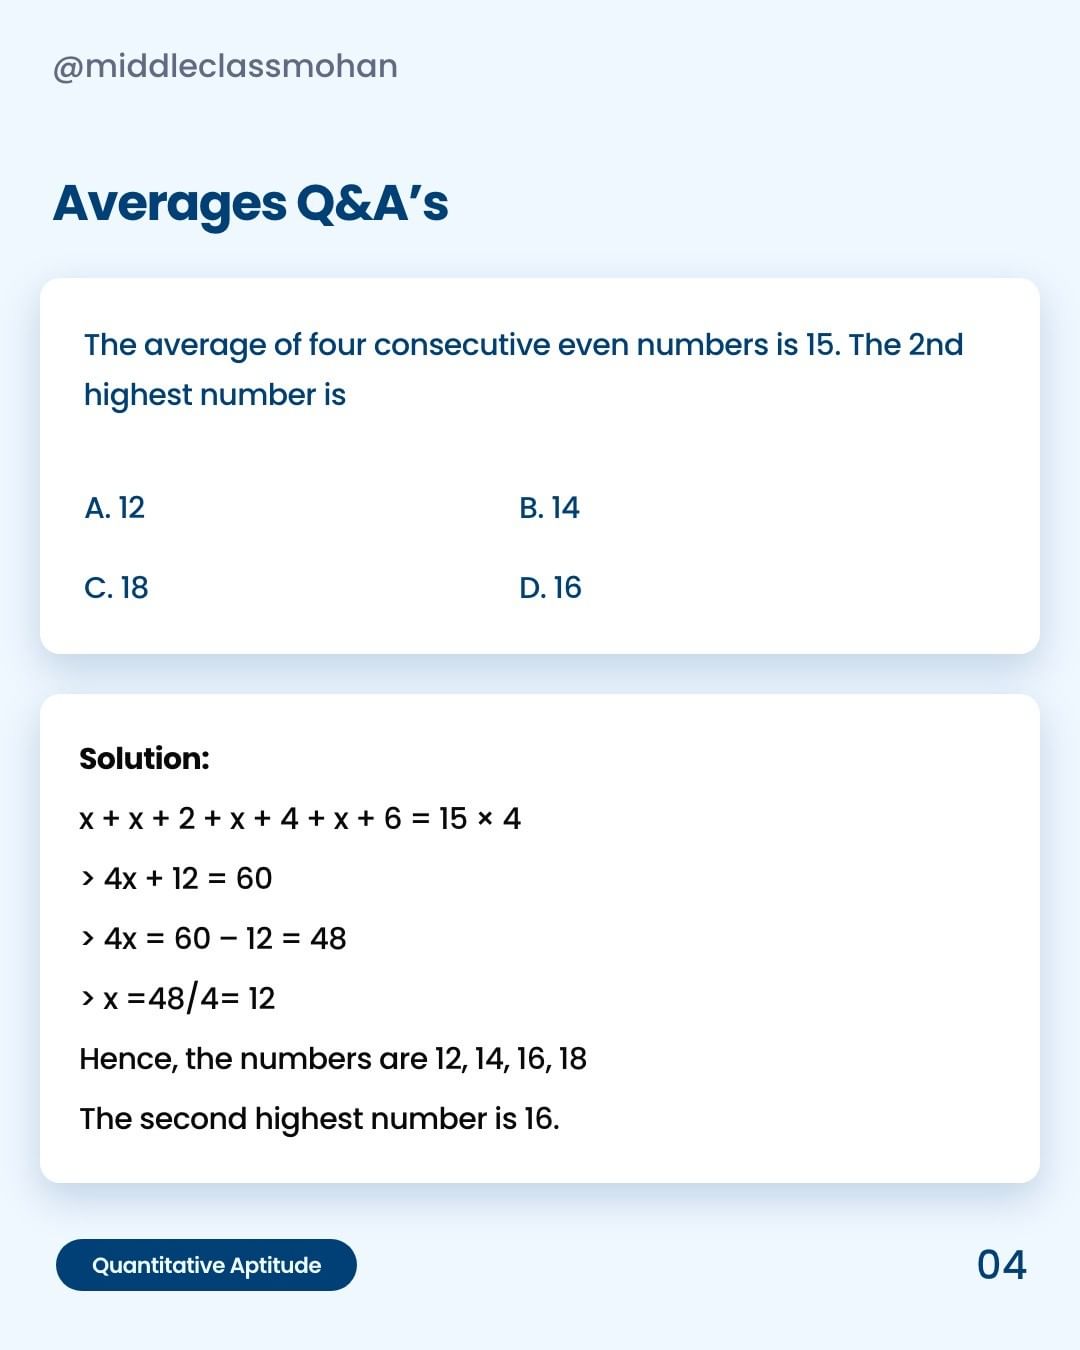 @middleclassmohan
Averages Q&A’s
The average of four consecutive even numbers is 15. The 2nd
highest number is
A. 12
B. 14
C. 18
D. 16
Solution:
x + x + 2 + x + 4 + x + 6 = 15 × 4
> 4x + 12 = 60
> 4x = 60 – 12 = 48
> x =48/4= 12
Hence, the numbers are 12, 14, 16, 18
The second highest number is 16.
Quantitative Aptitude
04